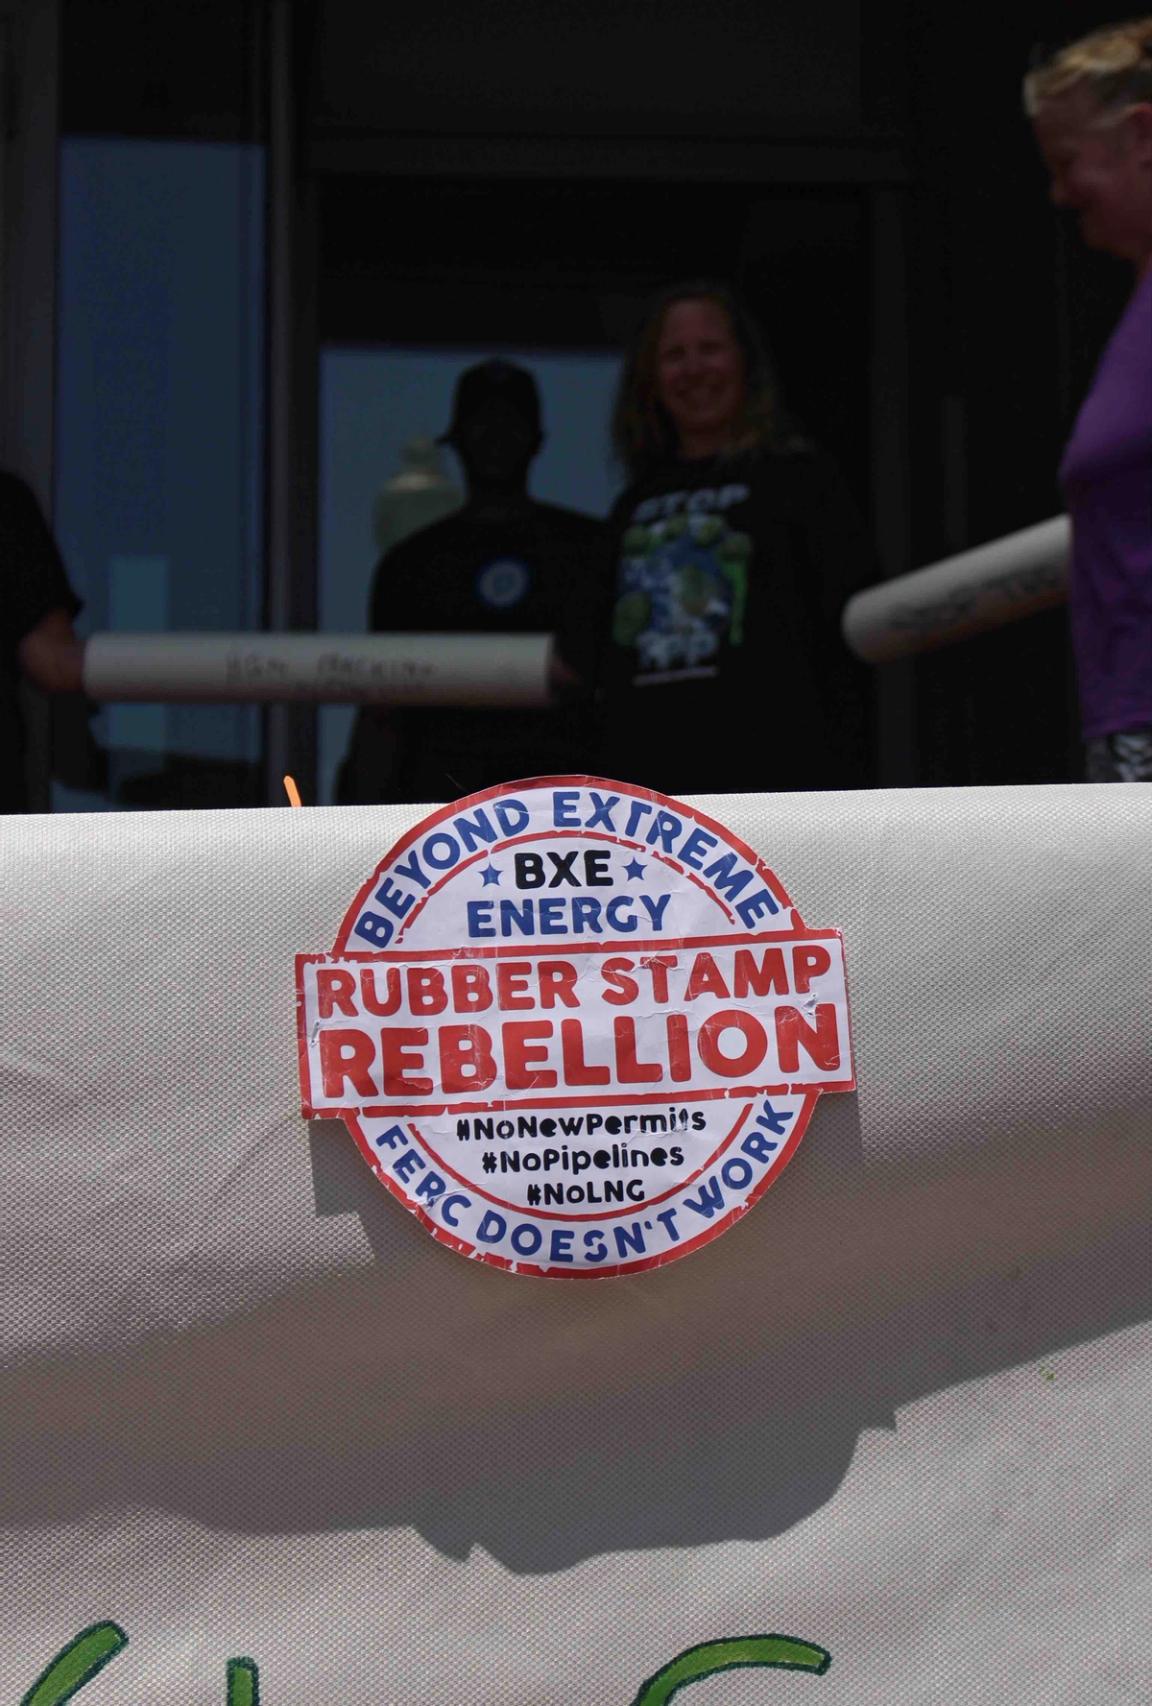 STOP
BEYOND EXTREME
BXE
ENERGY
RUBBER STAMP
REBELLION
#NoNewPermits
#NoPipelines
#NoLNG
FERC DOESN'T WORK